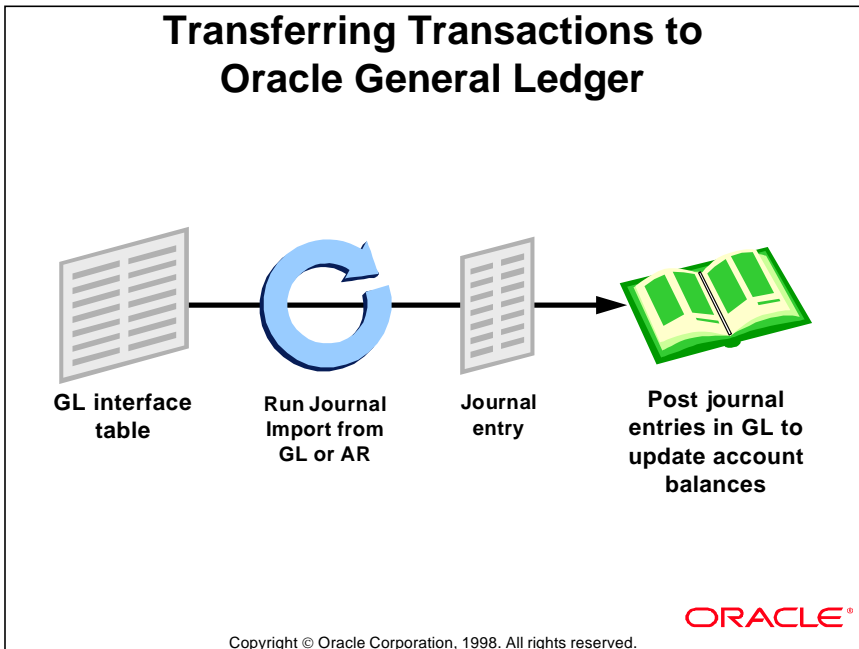 Transferring Transactions to
Oracle General Ledger
GL interface
table
Run Journal
Import from
GL or AR
Journal
entry
Post journal
entries in GL to
update account
balances
ORACLE®
Copyright © Oracle Corporation, 1998. All rights reserved.